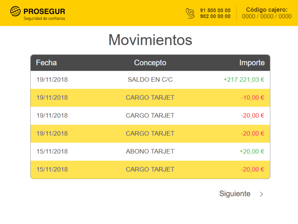 PROSEGUR
Seguridad de confianza
91 800 00 00
902 00 00 00
Código cajero:
0000 / 0000 / 0000
Movimientos
Fecha Concepto Importe
19/11/2018 SALDO EN C/C +217 221,03 €
19/11/2018 CARGO TARJET -10,00 €
19/11/2018 CARGO TARJET -20,00 €
18/11/2018 CARGO TARJET -20,00 €
15/11/2018 ABONO TARJET +20,00 €
15/11/2018 CARGO TARJET -20,00 €
Siguiente >